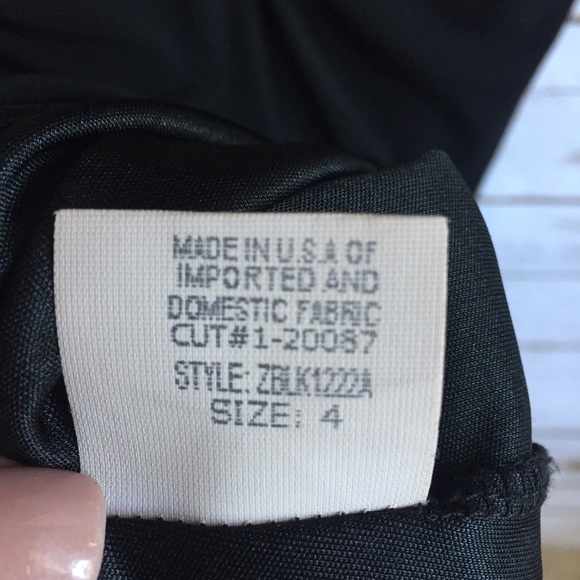 MADE IN U.S.A OF
IMPORTED AND
DOMESTIC FABRIC
CUT#1-20087
STYLE: ZBLK1222A
SIZE: 4